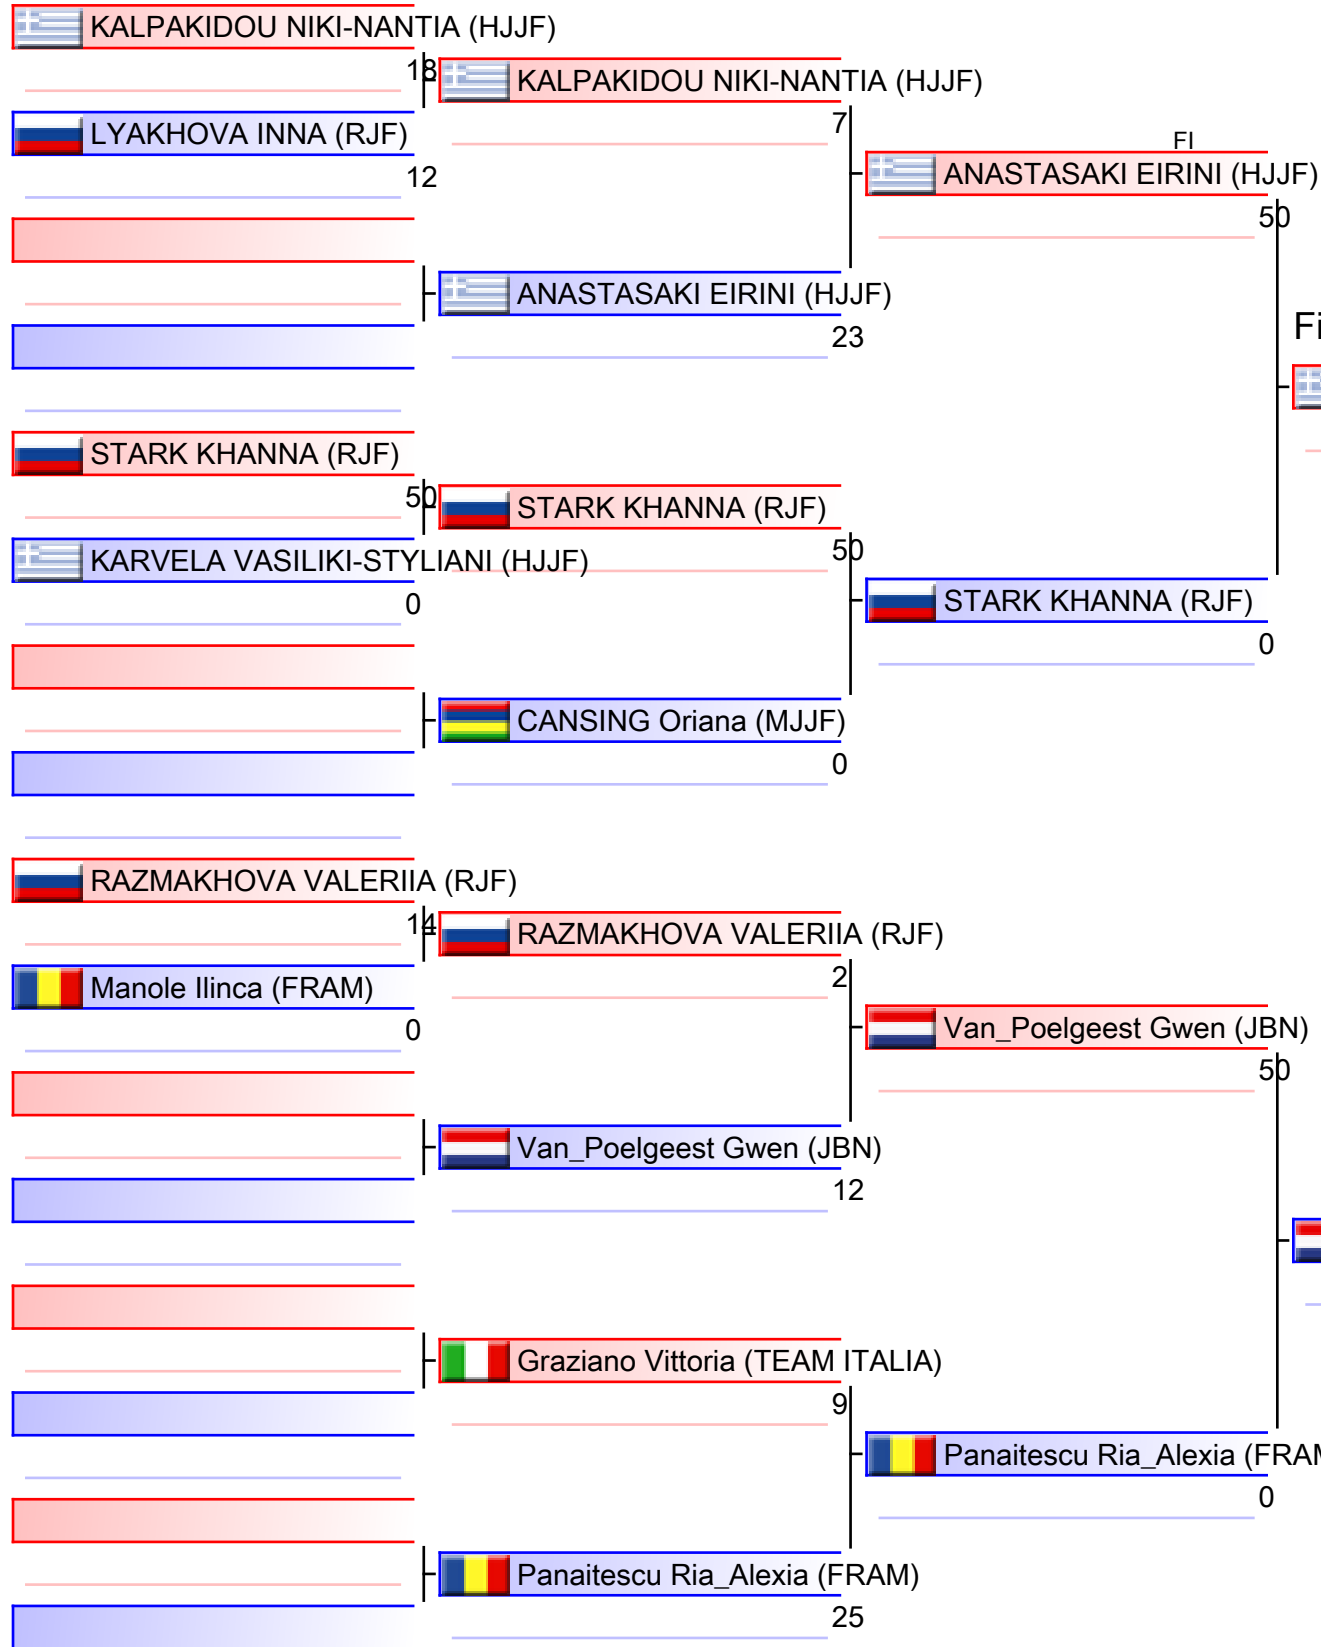 KALPAKIDOU NIKI-NANTIA (HJJF)
18
KALPAKIDOU NIKI-NANTIA (HJJF)
7
LYAKHOVA INNA (RJF)
12
FI
ANASTASAKI EIRINI (HJJF)
50
ANASTASAKI EIRINI (HJJF)
23
Fi
STARK KHANNA (RJF)
50
STARK KHANNA (RJF)
50
KARVELA VASILIKI-STYLIANI (HJJF)
0
STARK KHANNA (RJF)
0
CANSING Oriana (MJJF)
0
RAZMAKHOVA VALERIIA (RJF)
14
RAZMAKHOVA VALERIIA (RJF)
2
Manole Ilinca (FRAM)
0
Van_Poelgeest Gwen (JBN)
50
Van_Poelgeest Gwen (JBN)
12
Graziano Vittoria (TEAM ITALIA)
9
Panaitescu Ria_Alexia (FRAM
0
Panaitescu Ria_Alexia (FRAM)
25